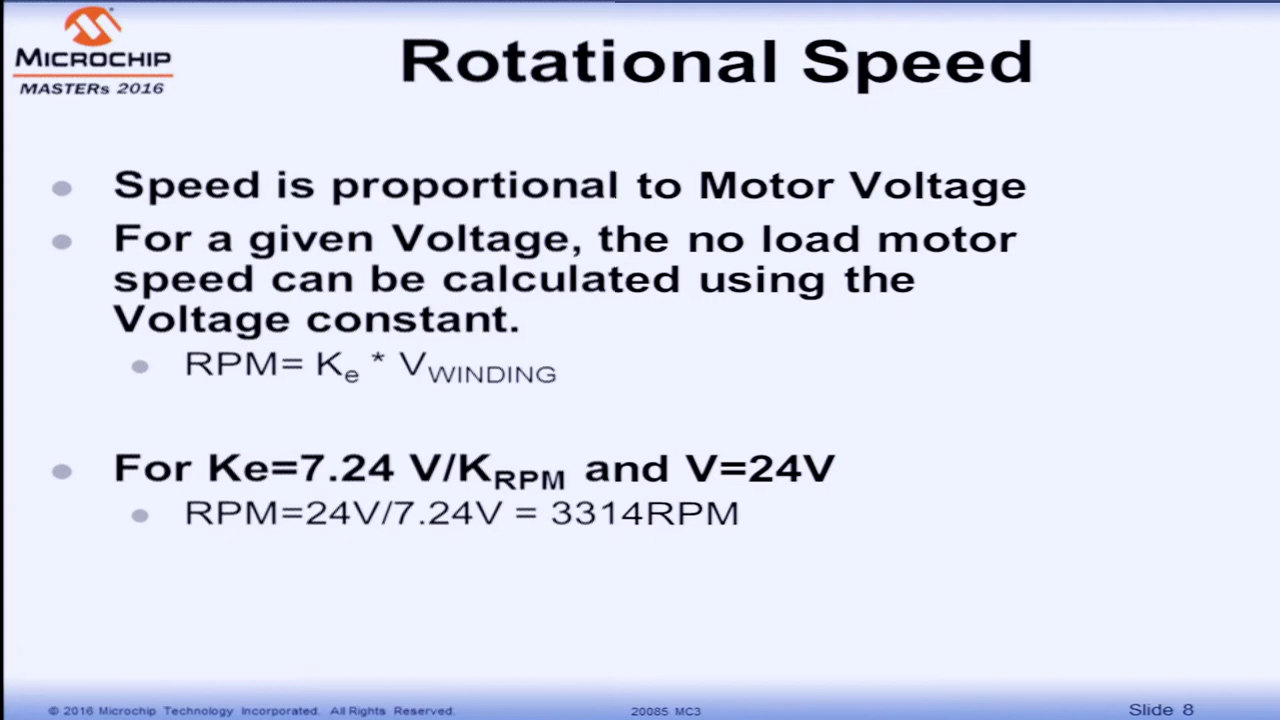 MICROCHIP
MASTERs 2016
Rotational Speed
Speed is proportional to Motor Voltage
For a given Voltage, the no load motor
speed can be calculated using the
Voltage constant.
RPM= Ke * VWINDING
For Ke=7.24 V/KRPM and V=24V
RPM=24V/7.24V = 3314RPM
© 2016 Microchip Technology Incorporated. All Rights Reserved.
20085 MC3
Slide 8